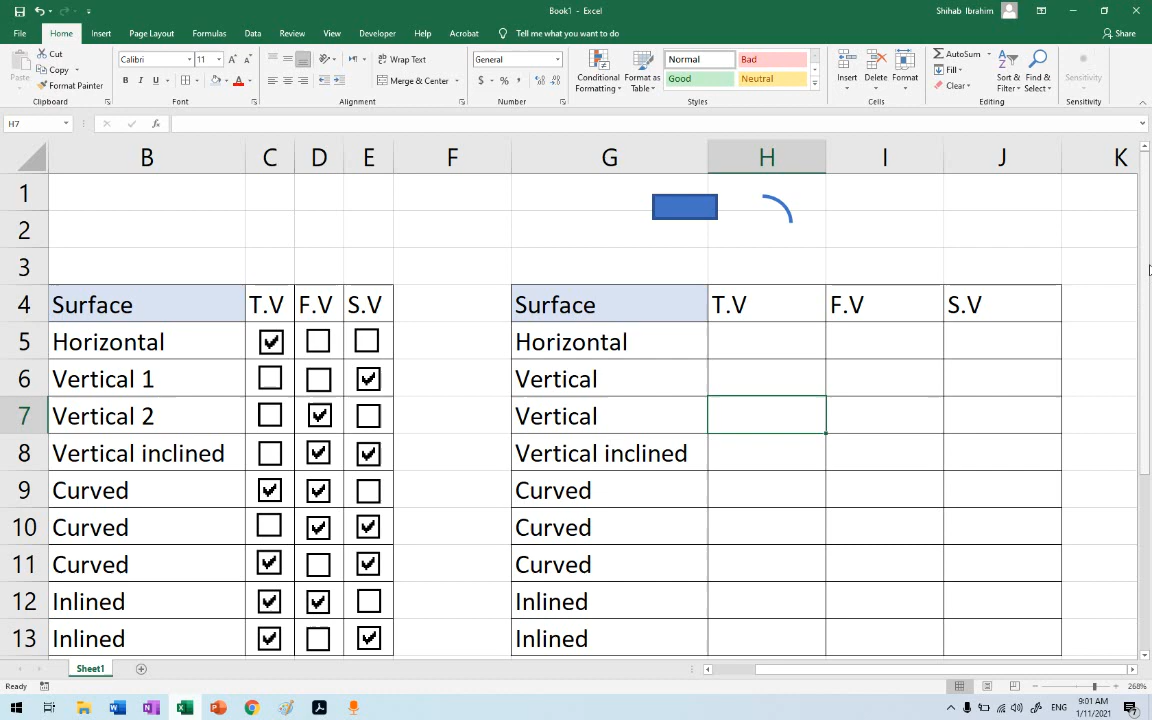 Book1 - Excel
Shihab Ibrahim
File Home Insert Page Layout Formulas Data Review View Developer Help Acrobat Tell me what you want to do Share
Paste Cut Copy Format Painter
Calibri 11
B I U A
Wrap Text
Merge & Center
General
$ % ,
Conditional Formatting
Format as Table
Normal Bad
Good Neutral
Insert Delete Format
AutoSum
Fill
Clear
Sort & Filter
Find & Select
Sensitivity
Clipboard Font Alignment Number Styles Cells Editing Sensitivity
H7 fx
B C D E F G H I J K
1
2
3
4 Surface T.V F.V S.V Surface T.V F.V S.V
5 Horizontal Horizontal
6 Vertical 1 Vertical
7 Vertical 2 Vertical
8 Vertical inclined Vertical inclined
9 Curved Curved
10 Curved Curved
11 Curved Curved
12 Inlined Inlined
13 Inlined Inlined
Sheet1
Ready 268%
ENG 9:01 AM
1/11/2021